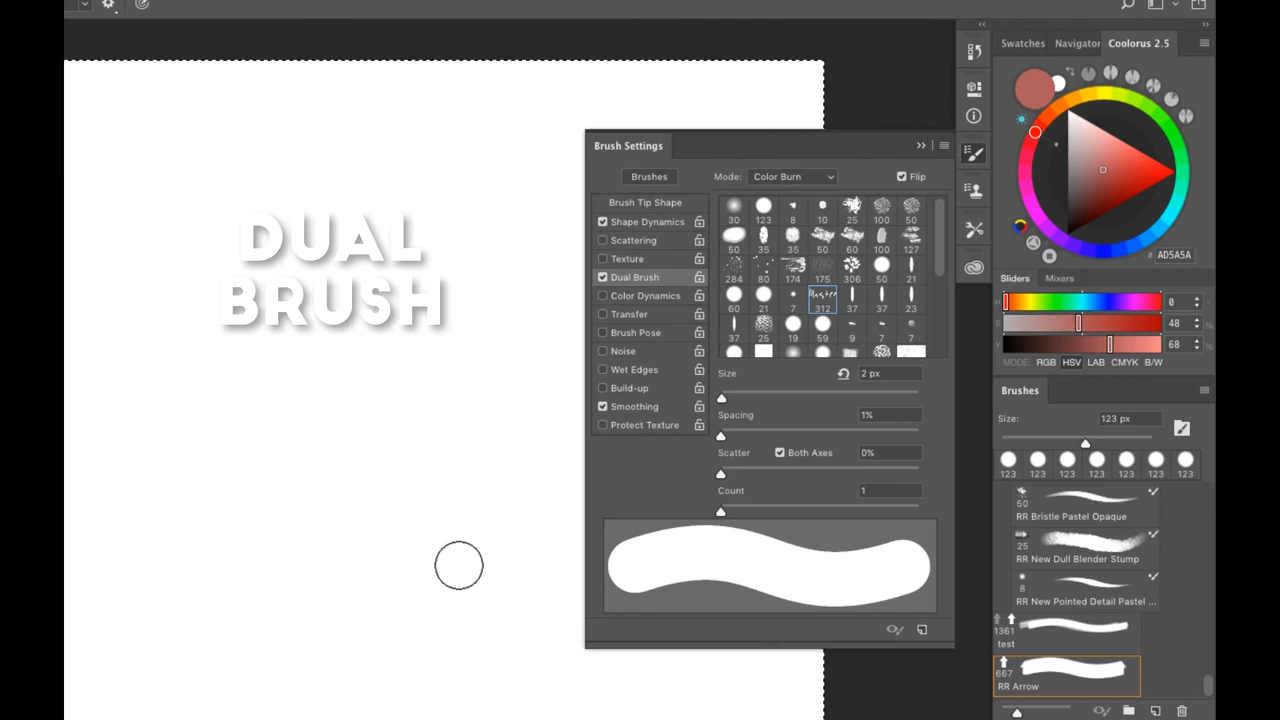 Swatches Navigator Coolorus 2.5
Brush Settings
Brushes
Mode: Color Burn
Flip
Brush Tip Shape
Shape Dynamics
Scattering
Texture
Dual Brush
Color Dynamics
Transfer
Brush Pose
Noise
Wet Edges
Build-up
Smoothing
Protect Texture
30 123 8 10 25 100 50
50 35 35 50 60 100 127
284 80 174 175 306 50 21
60 21 7 312 37 37 23
37 25 19 59 9 7 7
Size 2 px
Spacing 1%
Scatter Both Axes 0%
Count 1
DUAL
BRUSH
# AD5A5A
Sliders Mixers
H 0 °
S 48 %
V 68 %
MODE: RGB HSV LAB CMYK B/W
Brushes
Size: 123 px
123 123 123 123 123 123 123
50
RR Bristle Pastel Opaque
25
RR New Dull Blender Stump
8
RR New Pointed Detail Pastel ...
1361
test
667
RR Arrow